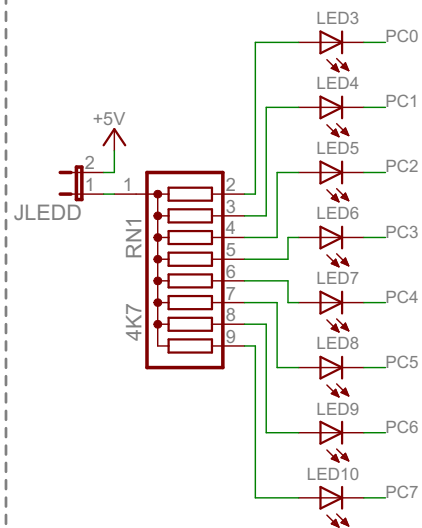 LED3
PC0
LED4
PC1
+5V
LED5
PC2
2
1
1
2
JLEDD
3
LED6
RN1
4
PC3
5
6
LED7
PC4
7
4K7
8
LED8
PC5
9
LED9
PC6
LED10
PC7